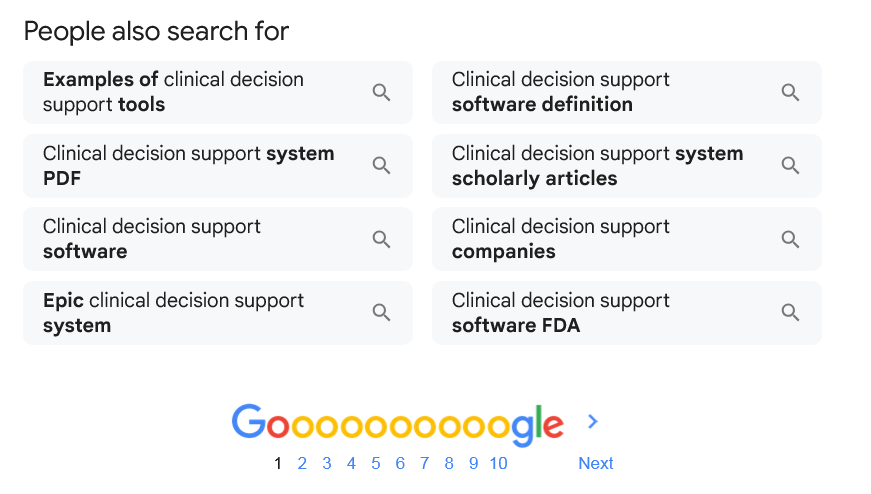 People also search for
Examples of clinical decision
support tools
Clinical decision support
software definition
Clinical decision support system
PDF
Clinical decision support system
scholarly articles
Clinical decision support
software
Clinical decision support
companies
Epic clinical decision support
system
Clinical decision support
software FDA
Goooooooooogle
1 2 3 4 5 6 7 8 9 10 Next